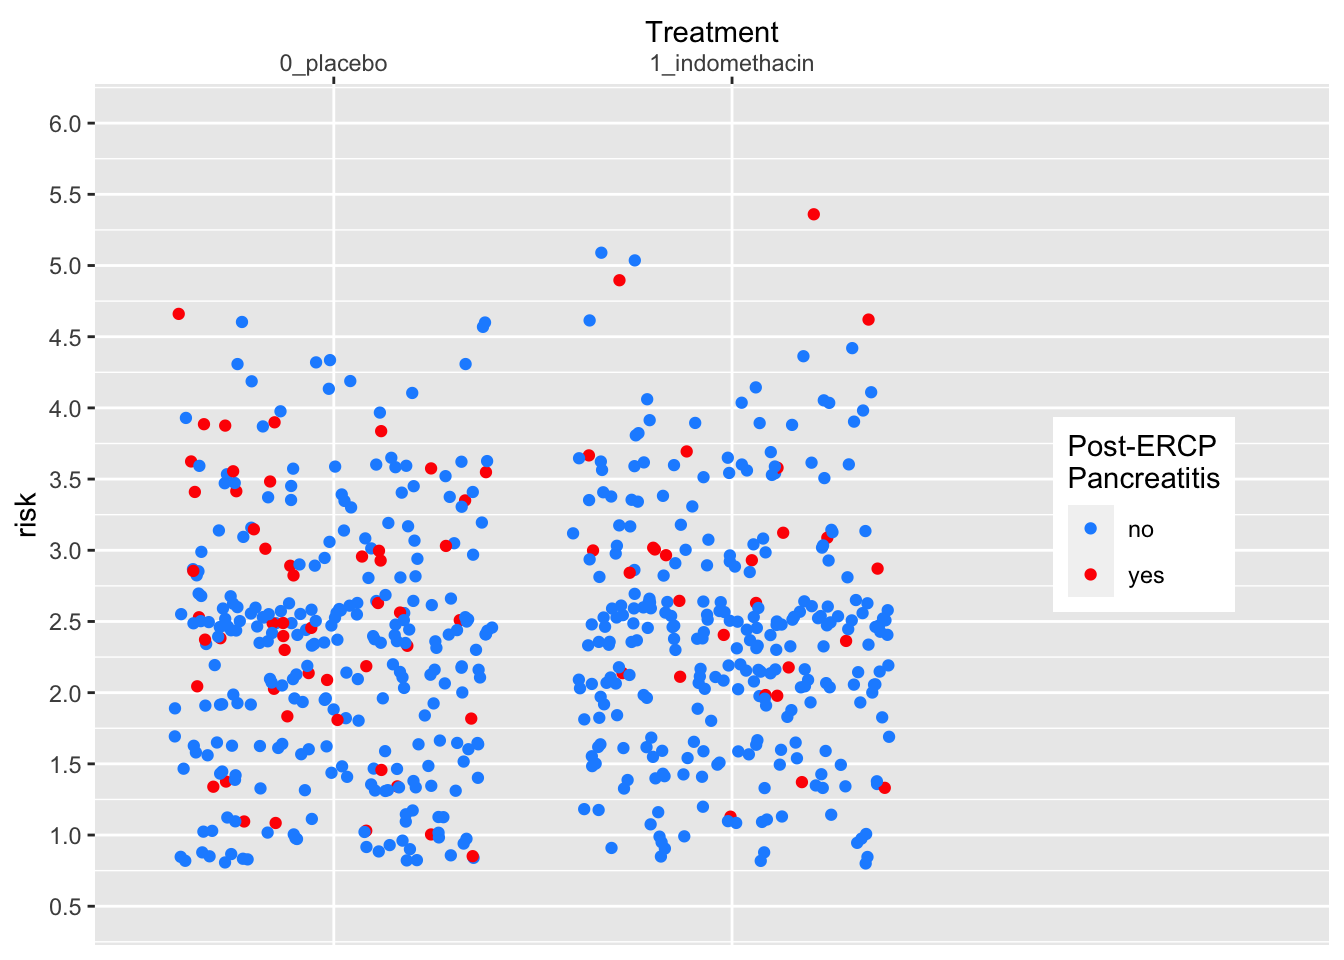 Treatment
0_placebo
1_indomethacin
6.0
5.5
5.0
4.5
4.0
3.5
3.0
2.5
2.0
1.5
1.0
0.5
risk
Post-ERCP
Pancreatitis
no
yes